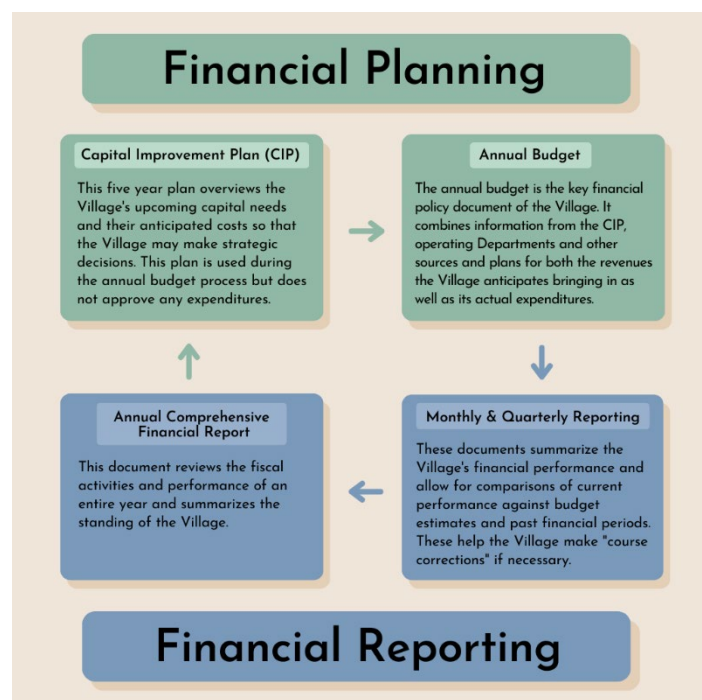 Financial Planning
Capital Improvement Plan (CIP)
This five year plan overviews the
Village's upcoming capital needs
and their anticipated costs so that
the Village may make strategic
decisions. This plan is used during
the annual budget process but does
not approve any expenditures.
Annual Budget
The annual budget is the key financial
policy document of the Village. It
combines information from the CIP,
operating Departments and other
sources and plans for both the revenues
the Village anticipates bringing in as
well as its actual expenditures.
Annual Comprehensive
Financial Report
This document reviews the fiscal
activities and performance of an
entire year and summarizes the
standing of the Village.
Monthly & Quarterly Reporting
These documents summarize the
Village's financial performance and
allow for comparisons of current
performance against budget
estimates and past financial periods.
These help the Village make "course
corrections" if necessary.
Financial Reporting